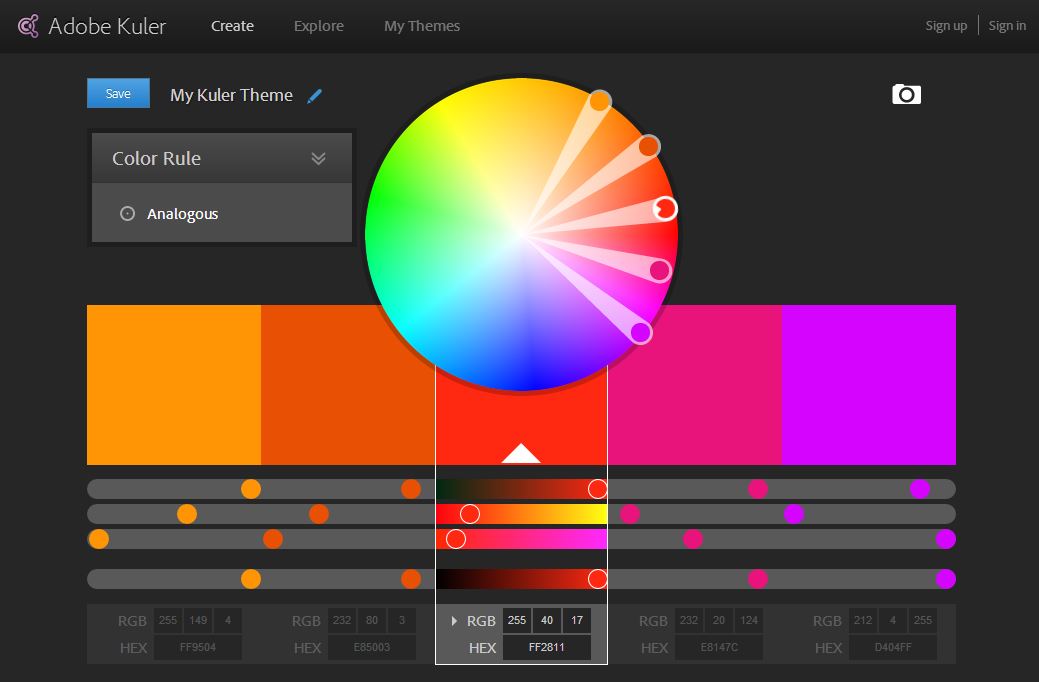 Adobe Kuler Create Explore My Themes Sign up Sign in
Save My Kuler Theme
Color Rule
Analogous
RGB 255 149 4 RGB 232 80 3 RGB 255 40 17 RGB 232 20 124 RGB 212 4 255
HEX FF9504 HEX E85003 HEX FF2811 HEX E8147C HEX D404FF